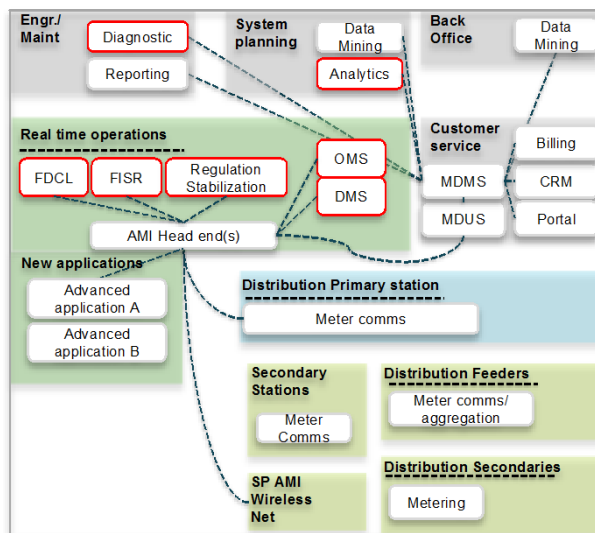 Engr./
Maint
Diagnostic
Reporting
System
planning
Data
Mining
Analytics
Back
Office
Data
Mining
Real time operations
FDCL
FISR
Regulation
Stabilization
OMS
DMS
AMI Head end(s)
Customer
service
MDMS
MDUS
Billing
CRM
Portal
New applications
Advanced
application A
Advanced
application B
Distribution Primary station
Meter comms
Secondary
Stations
Meter
Comms
Distribution Feeders
Meter comms/
aggregation
SP AMI
Wireless
Net
Distribution Secondaries
Metering